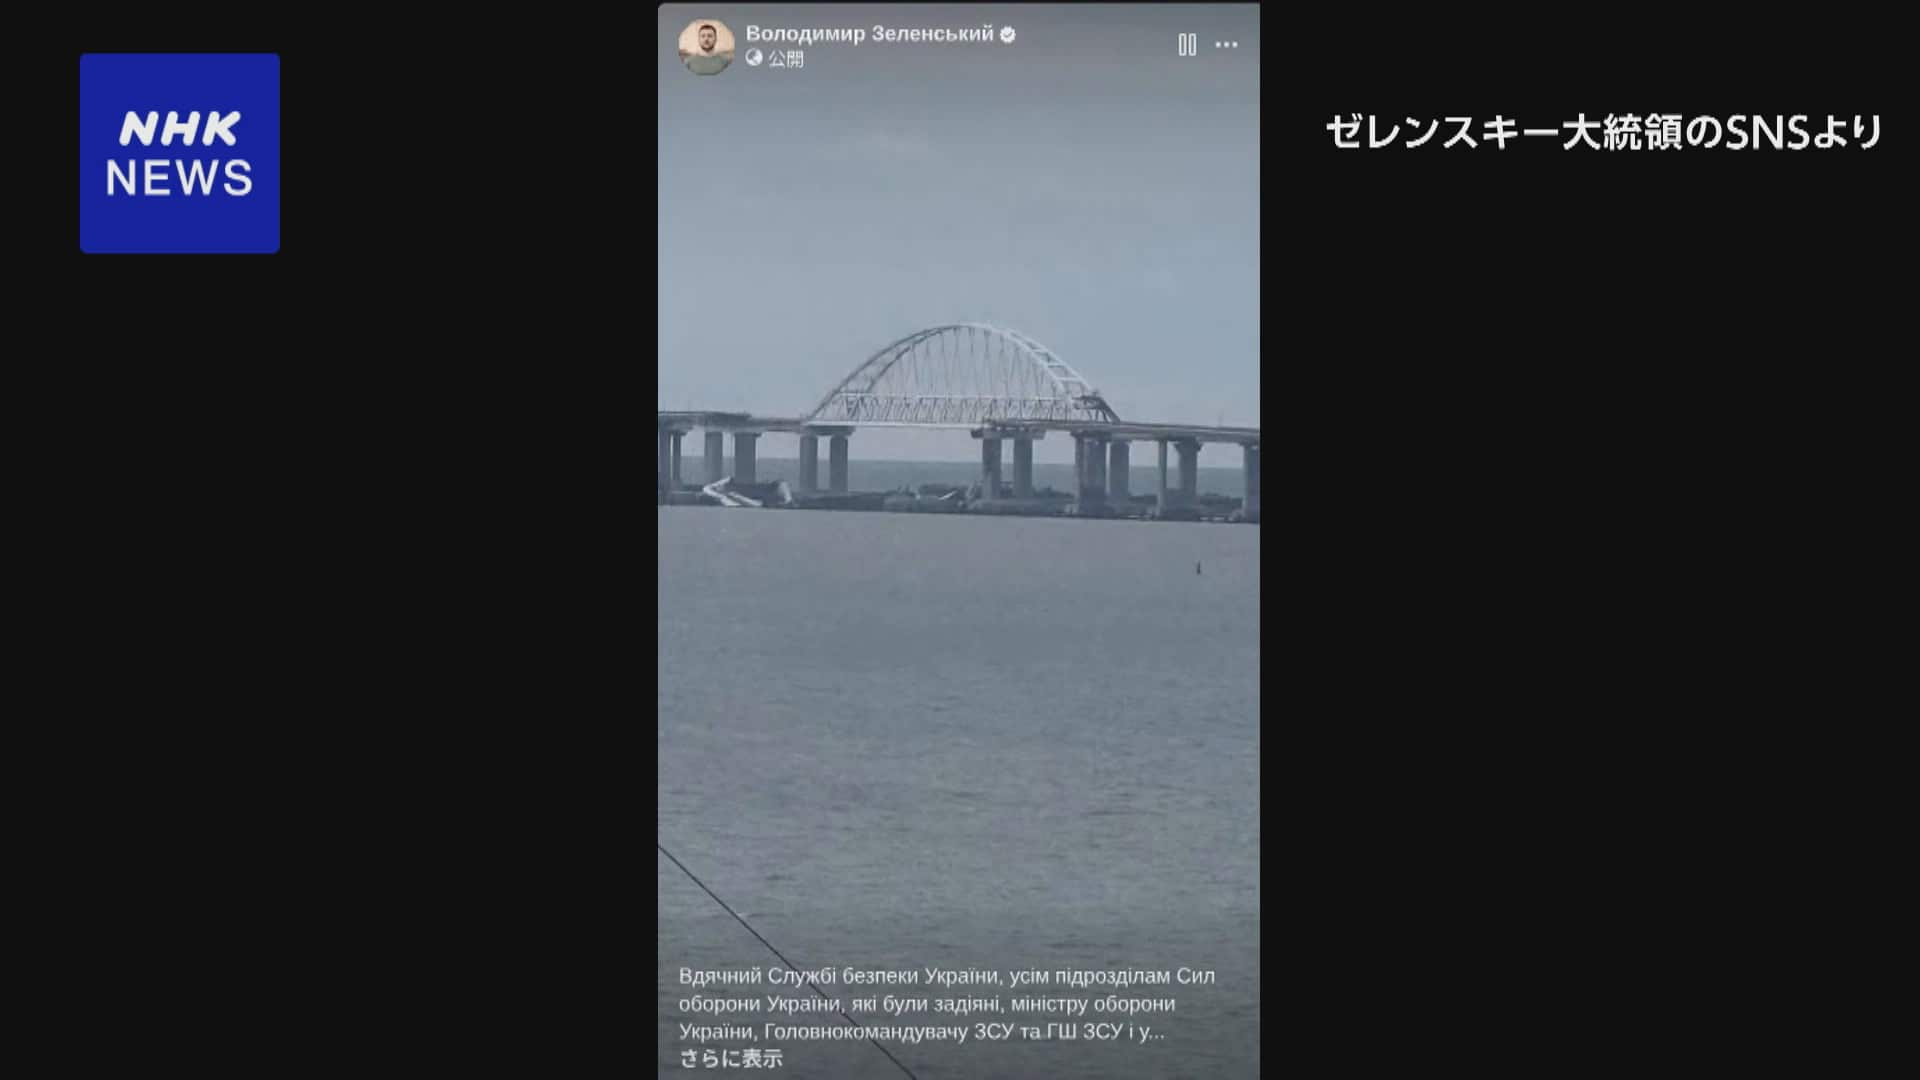 NHK
NEWS
Володимир Зеленський
公開
ゼレンスキー大統領のSNSより
Вдячний Службі безпеки України, усім підрозділам Сил
оборони України, які були задіяні, міністру оборони
України, Головнокомандувачу ЗСУ та ГШ ЗСУ і у...
さらに表示